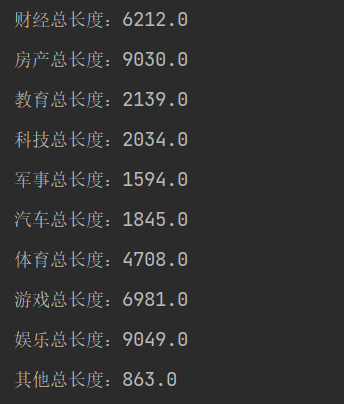 财经总长度：6212.0
房产总长度：9030.0
教育总长度：2139.0
科技总长度：2034.0
军事总长度：1594.0
汽车总长度：1845.0
体育总长度：4708.0
游戏总长度：6981.0
娱乐总长度：9049.0
其他总长度：863.0